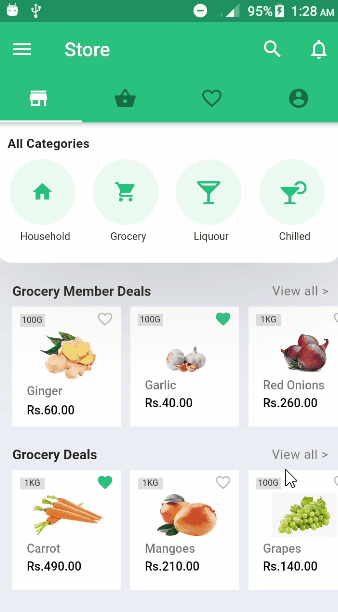 95% 1:28 AM
Store
All Categories
Household Grocery Liquour Chilled
Grocery Member Deals View all >
100G 100G 1KG
Ginger Garlic Red Onions
Rs.60.00 Rs.40.00 Rs.260.00
Grocery Deals View all >
1KG 1KG 100G
Carrot Mangoes Grapes
Rs.490.00 Rs.210.00 Rs.140.00